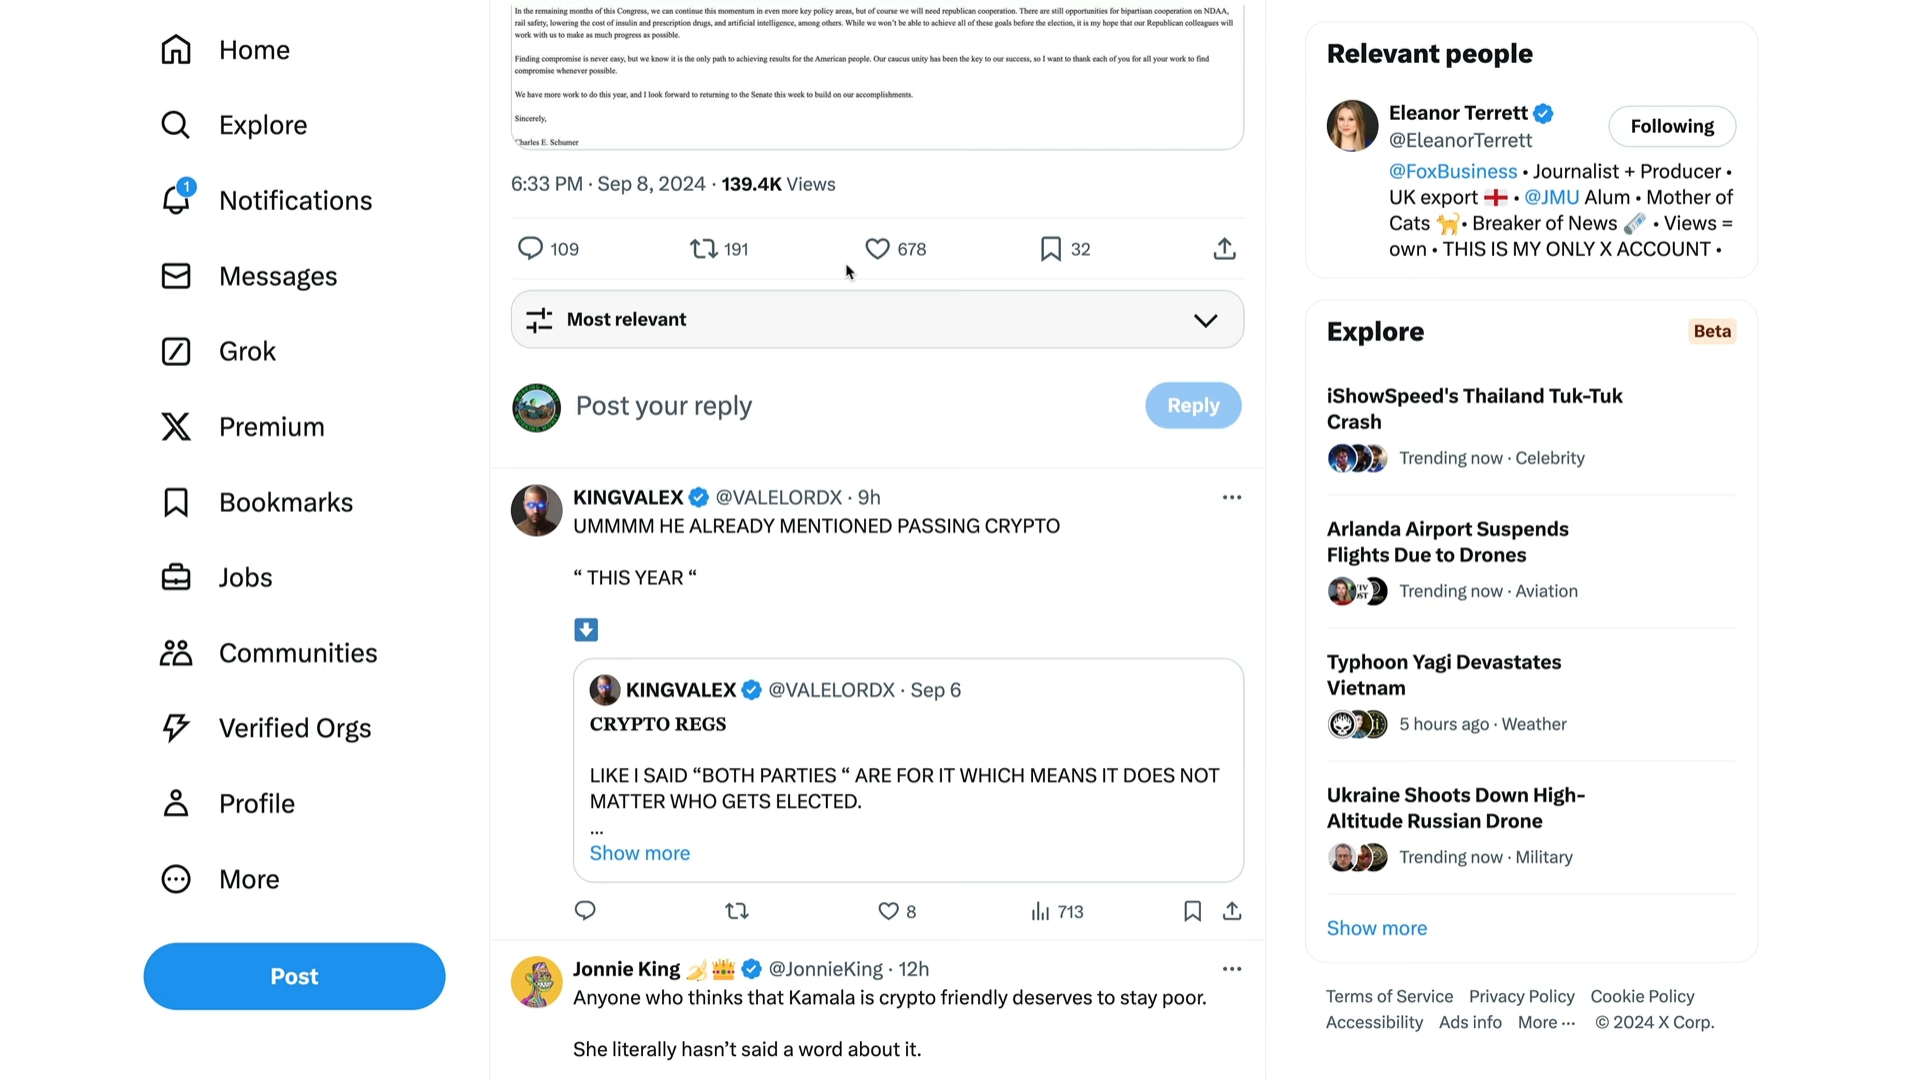 Home
Explore
1
Notifications
Messages
Grok
Premium
Bookmarks
Jobs
Communities
Verified Orgs
Profile
More
Post
In the remaining months of this Congress, we can continue this momentum in even more key policy areas, but of course we will need republican cooperation. There are still opportunities for bipartisan cooperation on NDAA,
rail safety, lowering the cost of insulin and prescription drugs, and artificial intelligence, among others. While we won't be able to achieve all of these goals before the election, it is my hope that our Republican colleagues will
work with us to make as much progress as possible.
Finding compromise is never easy, but we know it is the only path to achieving results for the American people. Our caucus unity has been the key to our success, so I want to thank each of you for all your work to find
compromise whenever possible.
We have more work to do this year, and I look forward to returning to the Senate this week to build on our accomplishments.
Sincerely,
Charles E. Schumer
6:33 PM · Sep 8, 2024 · 139.4K Views
109 191 678 32
Most relevant
Post your reply
Reply
KINGVALEX @VALELORDX · 9h
UMMMM HE ALREADY MENTIONED PASSING CRYPTO
“ THIS YEAR “
KINGVALEX @VALELORDX · Sep 6
CRYPTO REGS
LIKE I SAID “BOTH PARTIES “ ARE FOR IT WHICH MEANS IT DOES NOT
MATTER WHO GETS ELECTED.
...
Show more
8 713
Jonnie King 🍌👑 @JonnieKing · 12h
Anyone who thinks that Kamala is crypto friendly deserves to stay poor.
She literally hasn't said a word about it.
Relevant people
Eleanor Terrett
@EleanorTerrett
Following
@FoxBusiness • Journalist + Producer •
UK export 🏴󠁧󠁢󠁥󠁮󠁧󠁿 • @JMU Alum • Mother of
Cats 🐈 • Breaker of News 🗞️ • Views =
own • THIS IS MY ONLY X ACCOUNT •
Explore
Beta
iShowSpeed's Thailand Tuk-Tuk
Crash
Trending now · Celebrity
Arlanda Airport Suspends
Flights Due to Drones
Trending now · Aviation
Typhoon Yagi Devastates
Vietnam
5 hours ago · Weather
Ukraine Shoots Down High-
Altitude Russian Drone
Trending now · Military
Show more
Terms of Service Privacy Policy Cookie Policy
Accessibility Ads info More ··· © 2024 X Corp.